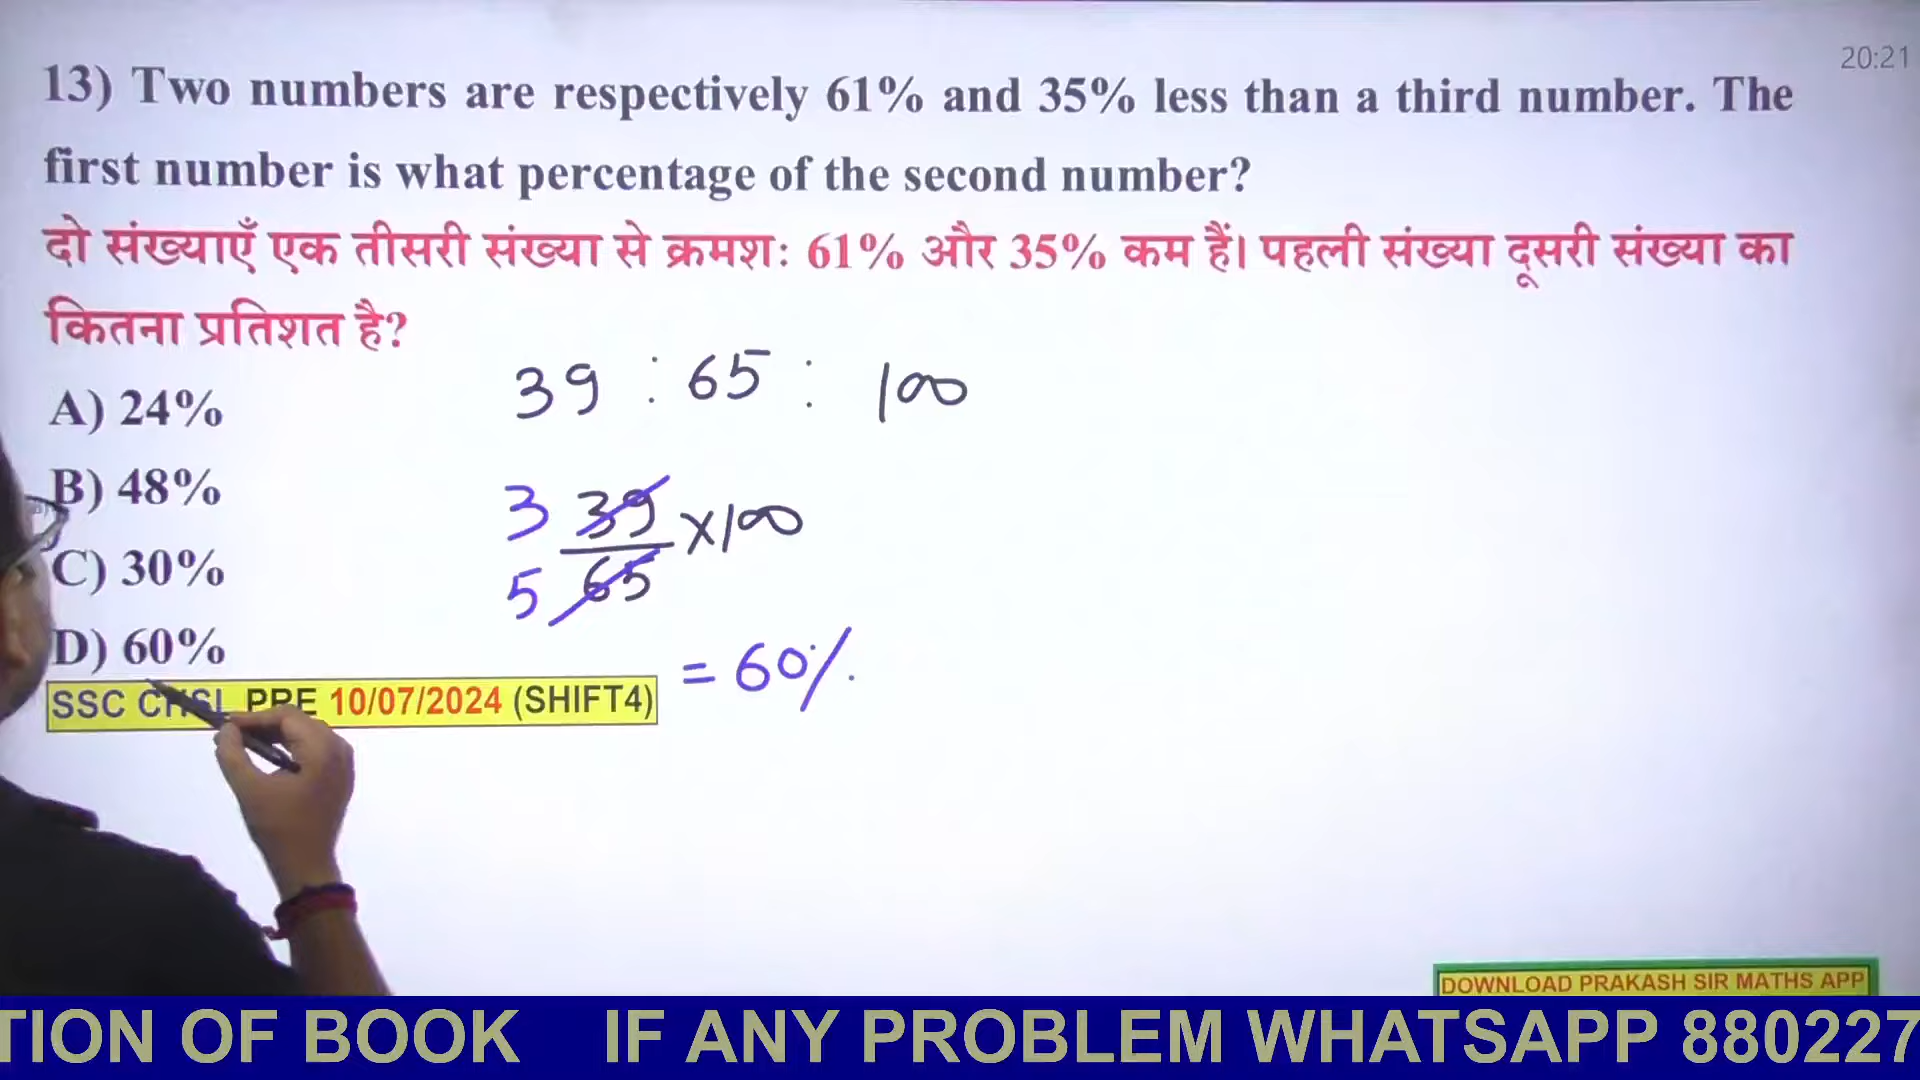 20:21
13) Two numbers are respectively 61% and 35% less than a third number. The
first number is what percentage of the second number?
दो संख्याएँ एक तीसरी संख्या से क्रमशः 61% और 35% कम हैं। पहली संख्या दूसरी संख्या का
कितना प्रतिशत है?
39 : 65 : 100
A) 24%
B) 48%
3 39 ×100
5 65
C) 30%
D) 60%
= 60%
SSC CHSL PRE 10/07/2024 (SHIFT4)
DOWNLOAD PRAKASH SIR MATHS APP
TION OF BOOK IF ANY PROBLEM WHATSAPP 880227